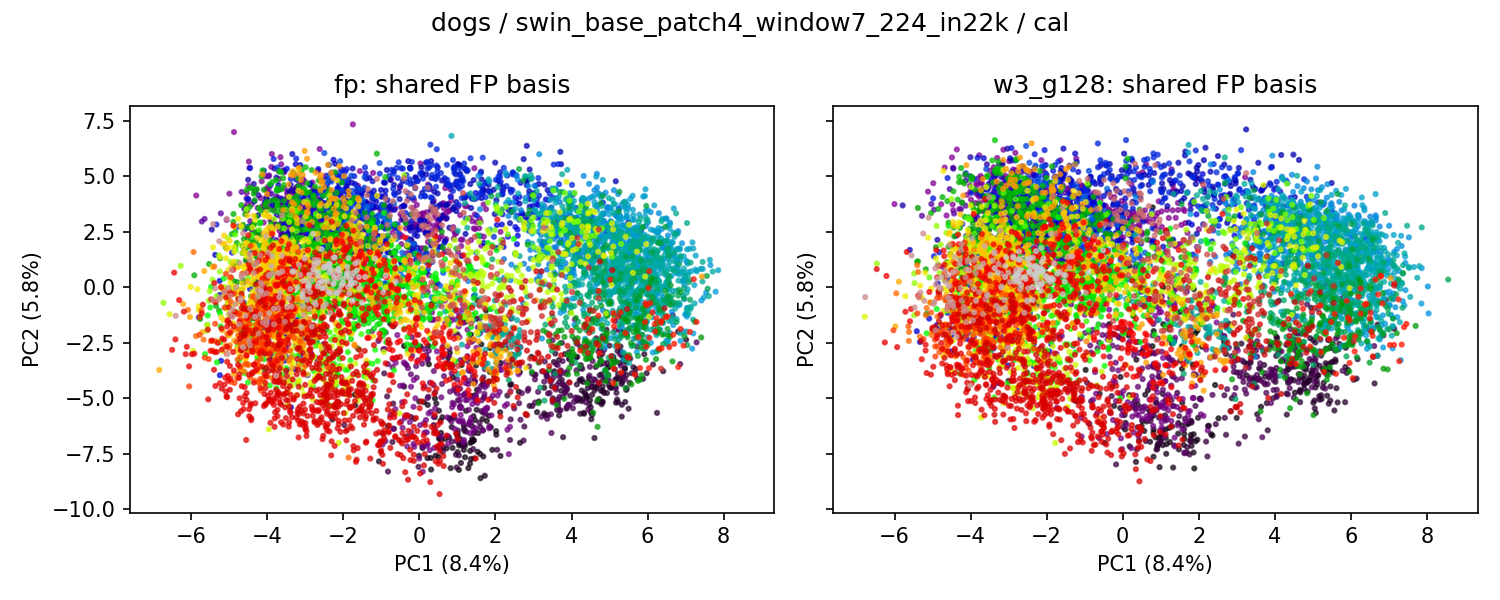 dogs / swin_base_patch4_window7_224_in22k / cal
fp: shared FP basis
w3_g128: shared FP basis
7.5
5.0
2.5
0.0
−2.5
−5.0
−7.5
−10.0
PC2 (5.8%)
PC2 (5.8%)
−6 −4 −2 0 2 4 6 8
−6 −4 −2 0 2 4 6 8
PC1 (8.4%)
PC1 (8.4%)